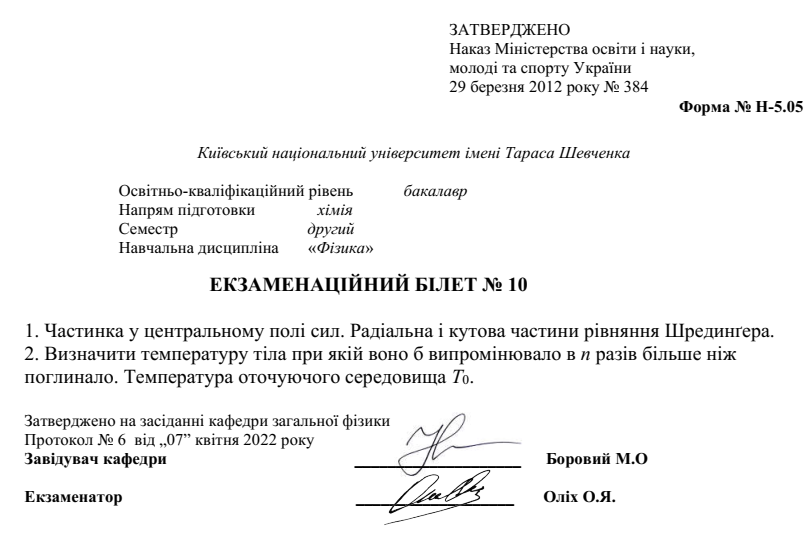 ЗАТВЕРДЖЕНО
Наказ Міністерства освіти і науки,
молоді та спорту України
29 березня 2012 року № 384
Форма № Н-5.05
Київський національний університет імені Тараса Шевченка
Освітньо-кваліфікаційний рівень бакалавр
Напрям підготовки хімія
Семестр другий
Навчальна дисципліна «Фізика»
ЕКЗАМЕНАЦІЙНИЙ БІЛЕТ № 10
1. Частинка у центральному полі сил. Радіальна і кутова частини рівняння Шредингера.
2. Визначити температуру тіла при якій воно б випромінювало в n разів більше ніж
поглинало. Температура оточуючого середовища T₀.
Затверджено на засіданні кафедри загальної фізики
Протокол № 6 від „07” квітня 2022 року
Завідувач кафедри Боровий М.О
Екзаменатор Оліх О.Я.